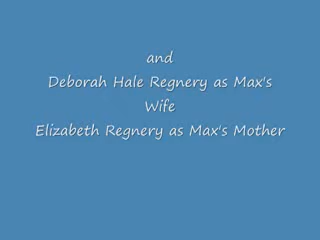 and
Deborah Hale Regnery as Max's
Wife
Elizabeth Regnery as Max's Mother